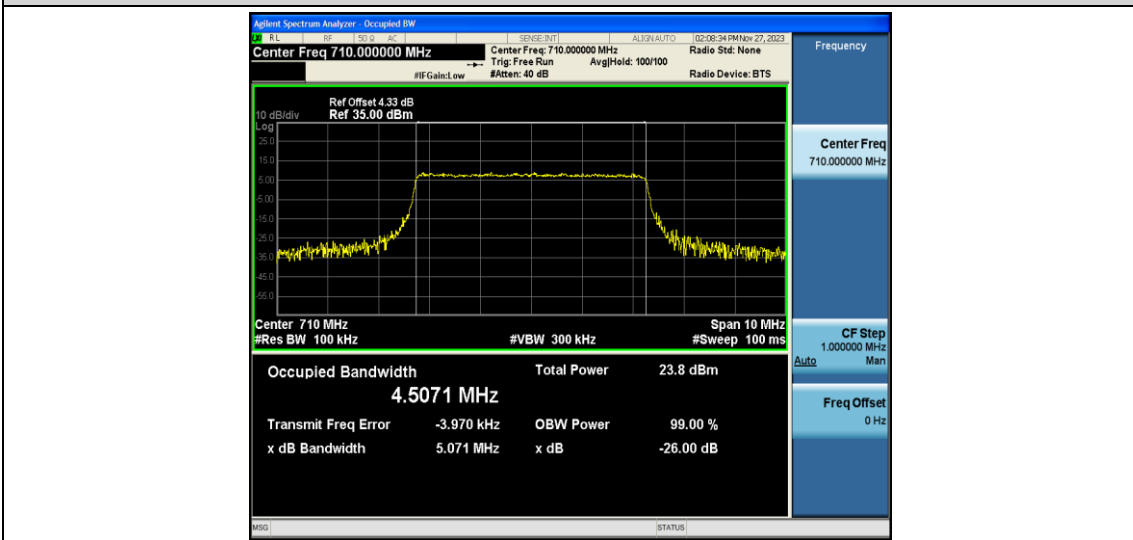 Agilent Spectrum Analyzer - Occupied BW
RL RF 50 Ω AC SENSE:INT ALIGN AUTO 02:08:34 PM Nov 27, 2023
Center Freq 710.000000 MHz
Center Freq: 710.000000 MHz
Radio Std: None
Trig: Free Run
Avg|Hold: 100/100
#IFGain:Low
#Atten: 40 dB
Radio Device: BTS
Ref Offset 4.33 dB
10 dB/div
Ref 35.00 dBm
Log
25.0
15.0
5.00
-5.00
-15.0
-25.0
-35.0
-45.0
-55.0
Center 710 MHz
Span 10 MHz
#Res BW 100 kHz
#VBW 300 kHz
#Sweep 100 ms
Occupied Bandwidth
Total Power
23.8 dBm
4.5071 MHz
Transmit Freq Error
-3.970 kHz
OBW Power
99.00 %
x dB Bandwidth
5.071 MHz
x dB
-26.00 dB
MSG
STATUS
Frequency
Center Freq
710.000000 MHz
CF Step
1.000000 MHz
Auto Man
Freq Offset
0 Hz